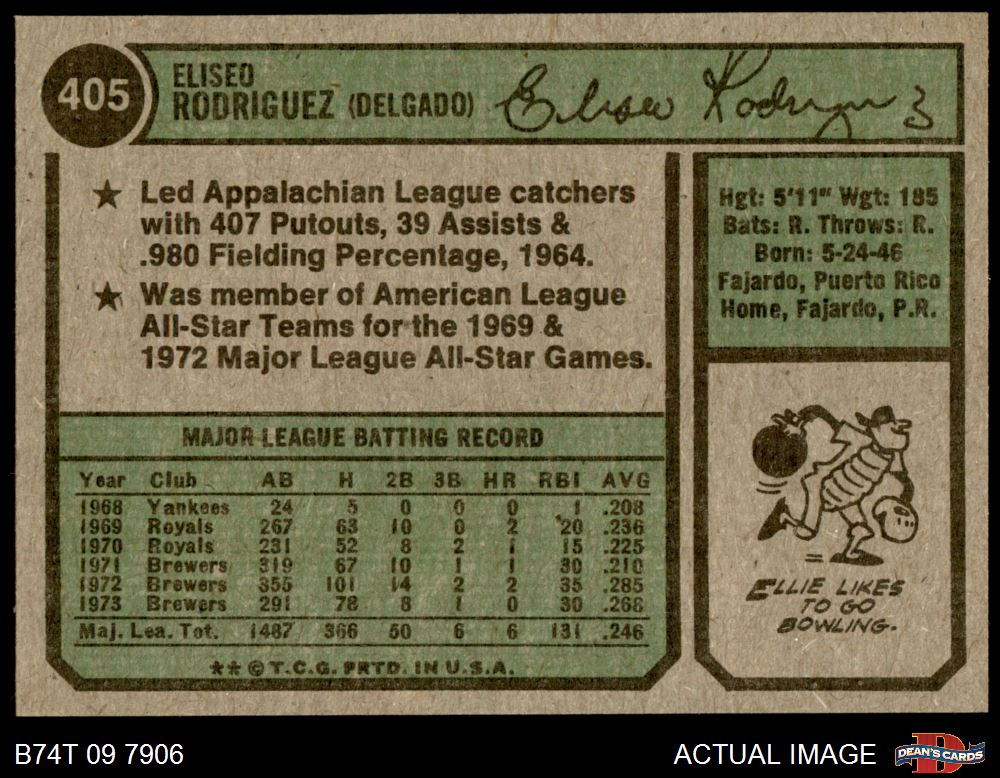 405
ELISEO
RODRIGUEZ (DELGADO)
Eliseo Rodriguez
★ Led Appalachian League catchers
with 407 Putouts, 39 Assists &
.980 Fielding Percentage, 1964.
★ Was member of American League
All-Star Teams for the 1969 &
1972 Major League All-Star Games.
Hgt: 5'11" Wgt: 185
Bats: R. Throws: R.
Born: 5-24-46
Fajardo, Puerto Rico
Home, Fajardo, P.R.
MAJOR LEAGUE BATTING RECORD
Year Club AB H 2B 3B HR RBI AVG
1968 Yankees 24 5 0 0 0 1 .208
1969 Royals 267 63 10 0 2 20 .236
1970 Royals 231 52 8 2 1 15 .225
1971 Brewers 319 67 10 1 1 30 .210
1972 Brewers 355 101 14 2 2 35 .285
1973 Brewers 291 78 8 1 0 30 .268
Maj. Lea. Tot. 1487 366 50 6 6 131 .246
★★ © T.C.G. PRTD. IN U.S.A.
ELLIE LIKES
TO GO
BOWLING.
B74T 09 7906
ACTUAL IMAGE
DEAN'S CARDS